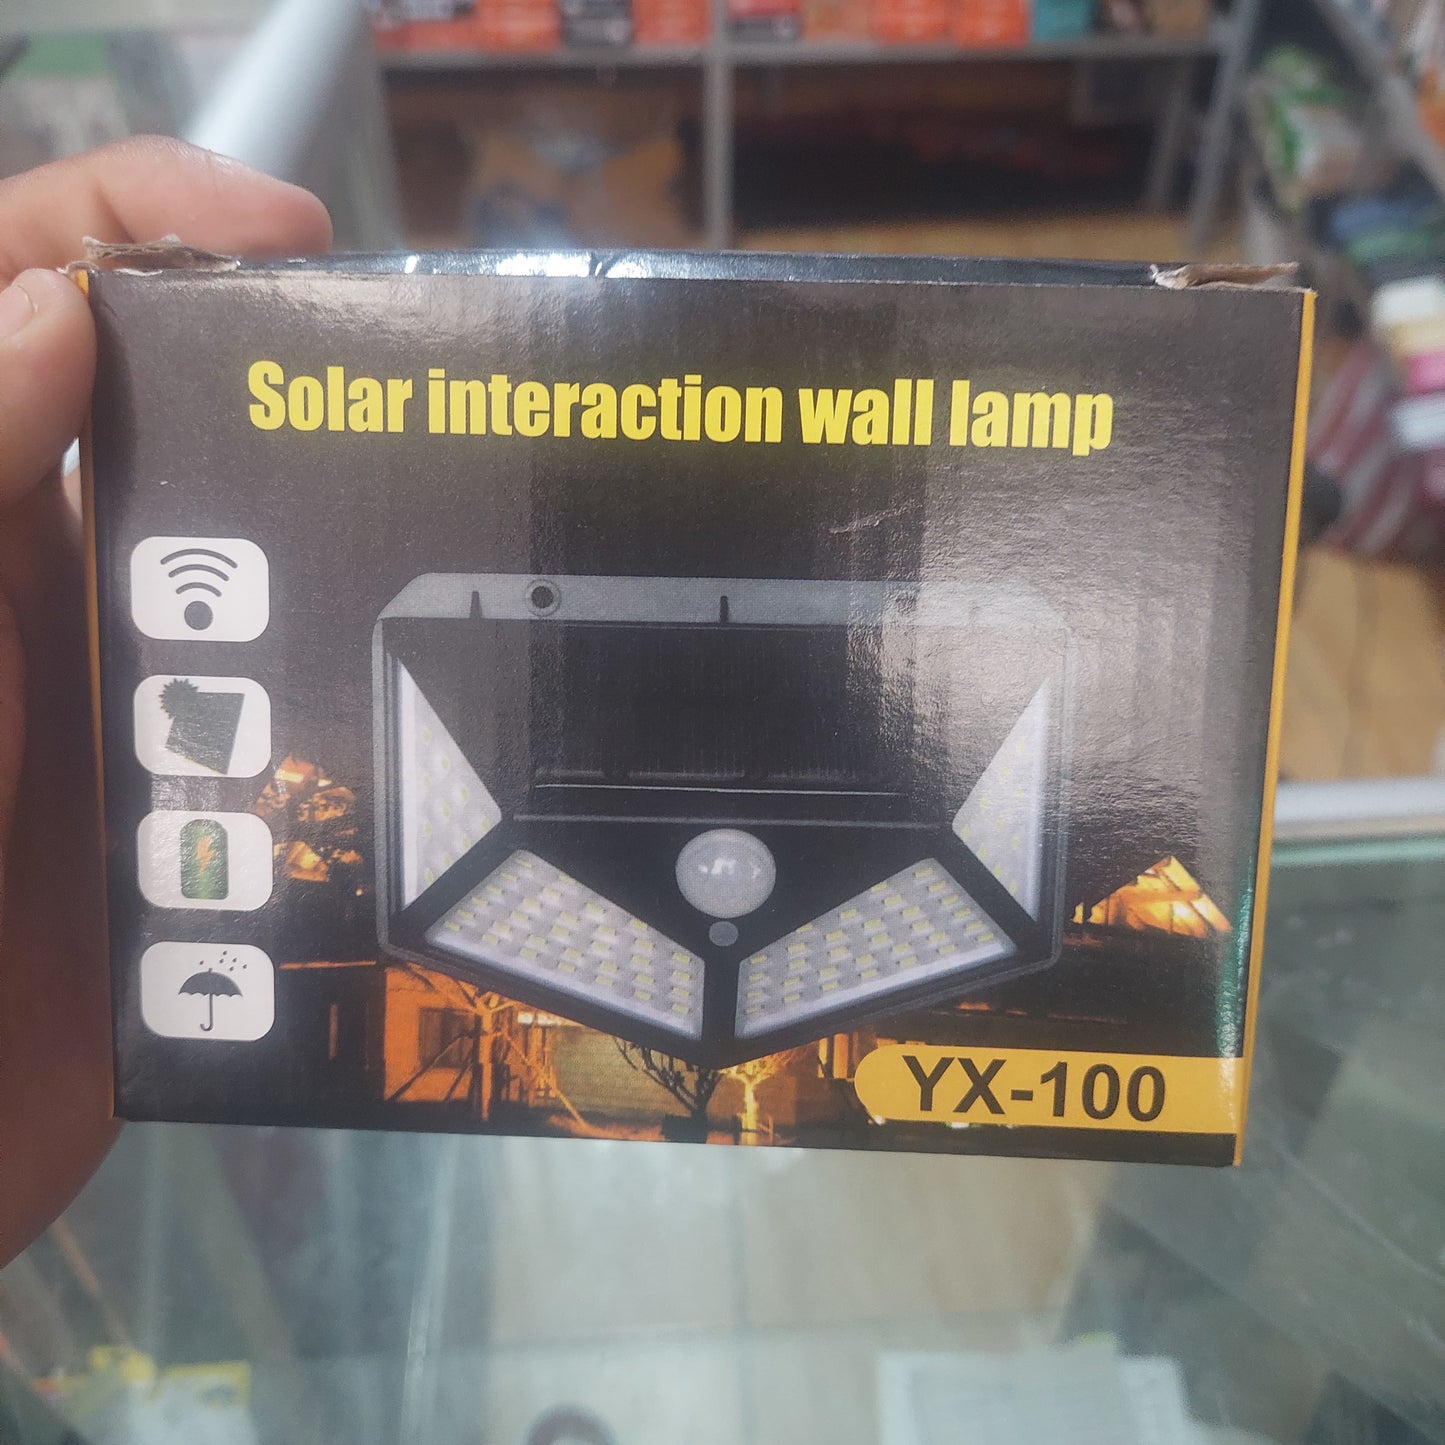 Solar interaction wall lamp
YX-100